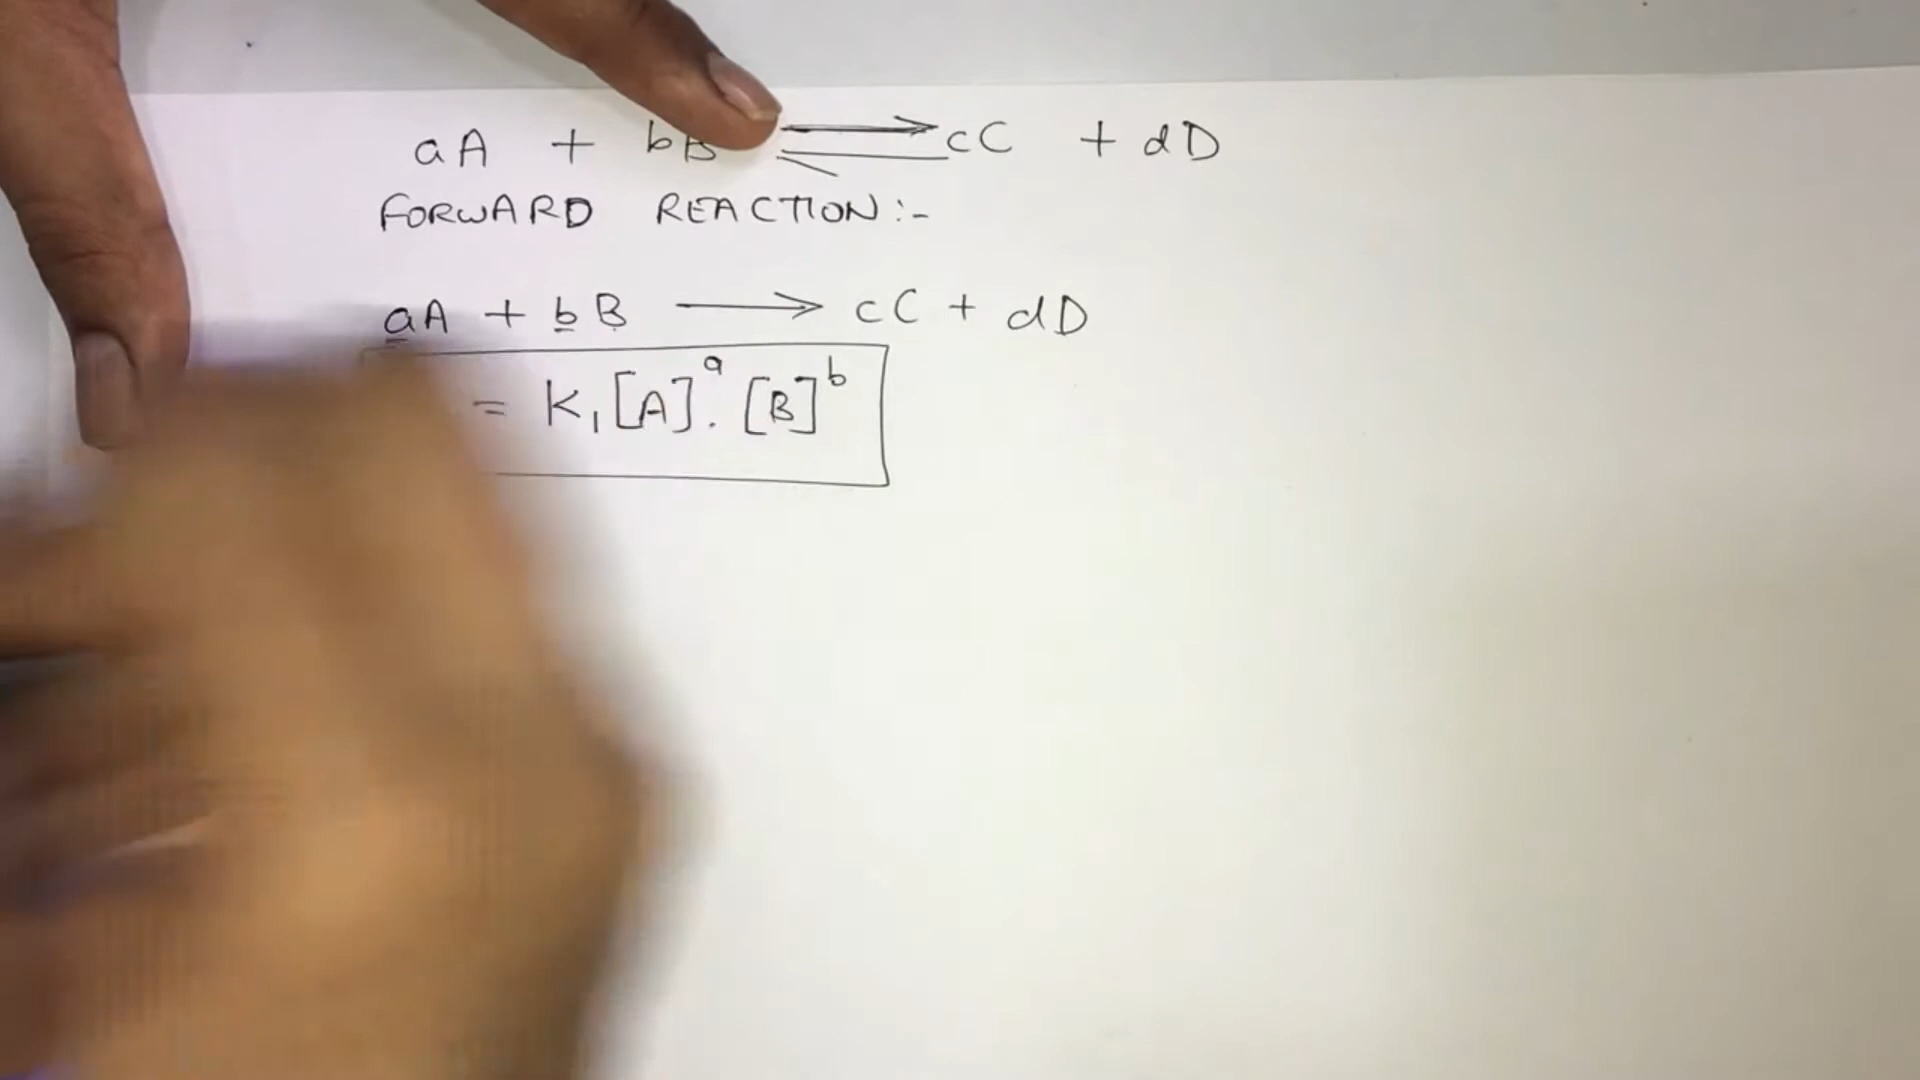 aA + bB ⇌ cC + dD
FORWARD REACTION :-
aA + bB ⟶ cC + dD
= K₁[A]ᵃ . [B]ᵇ